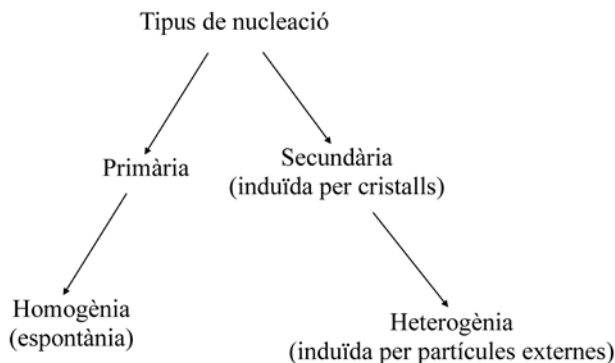 Tipus de nucleació
Primària
Secundària
(induïda per cristalls)
Homogènia
(espontània)
Heterogènia
(induïda per partícules externes)